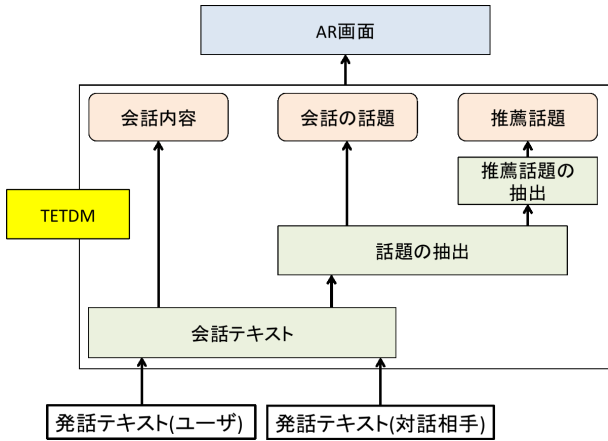 AR画面
会話内容
会話の話題
推薦話題
推薦話題の
抽出
TETDM
話題の抽出
会話テキスト
発話テキスト(ユーザ)
発話テキスト(対話相手)